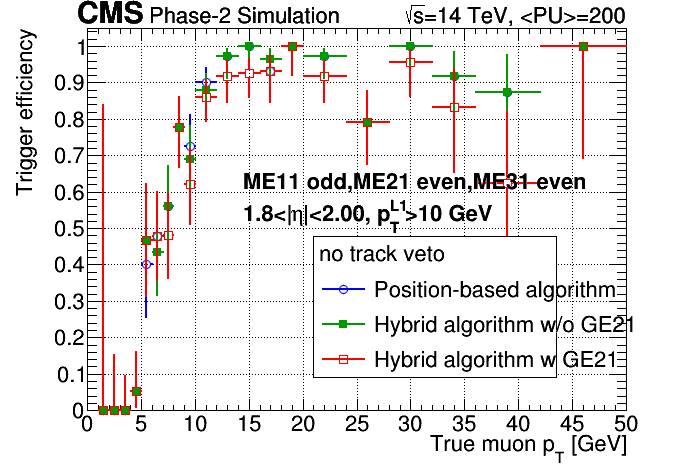 CMS Phase-2 Simulation √s=14 TeV, <PU>=200
Trigger efficiency
1
0.9
0.8
0.7
0.6
0.5
0.4
0.3
0.2
0.1
0
ME11 odd,ME21 even,ME31 even
1.8<|η|<2.00, p_T^L1>10 GeV
no track veto
Position-based algorithm
Hybrid algorithm w/o GE21
Hybrid algorithm w GE21
0 5 10 15 20 25 30 35 40 45 50
True muon p_T [GeV]